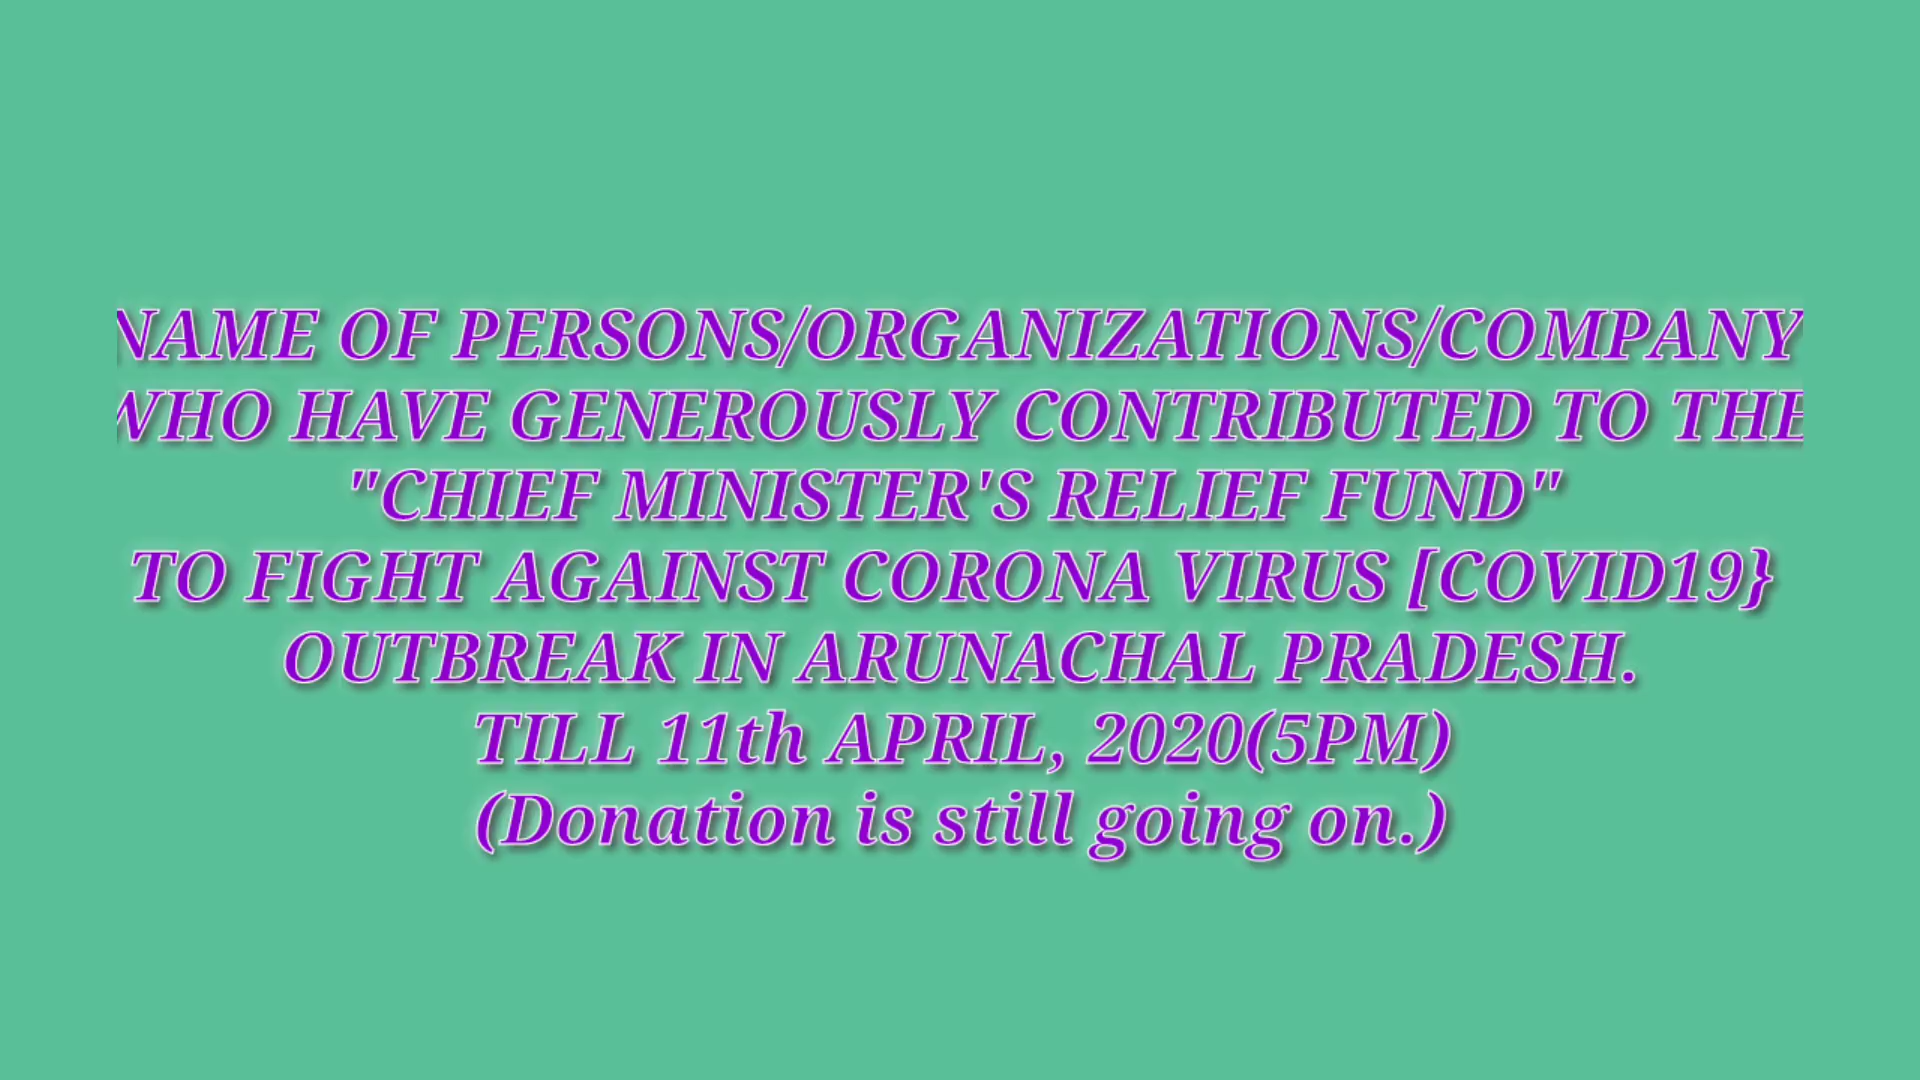 NAME OF PERSONS/ORGANIZATIONS/COMPANY
WHO HAVE GENEROUSLY CONTRIBUTED TO THE
"CHIEF MINISTER'S RELIEF FUND"
TO FIGHT AGAINST CORONA VIRUS [COVID19}
OUTBREAK IN ARUNACHAL PRADESH.
TILL 11th APRIL, 2020(5PM)
(Donation is still going on.)